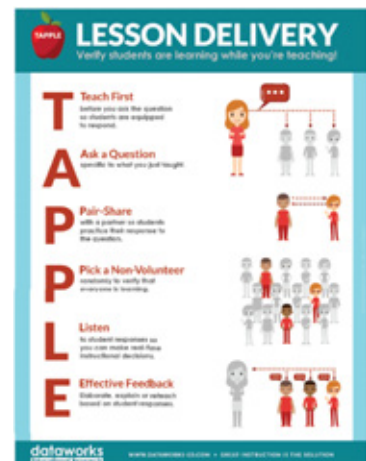 TAPPLE
LESSON DELIVERY
Verify students are learning while you're teaching!
T
Teach First
before you ask the question
so students are equipped
to respond.
A
Ask a Question
specific to what you just taught.
P
Pair-Share
with a partner so students
practice their response to
the question.
P
Pick a Non-Volunteer
randomly to verify that
everyone is learning.
L
Listen
to student responses so
you can make real-time
instructional decisions.
E
Effective Feedback
Elaborate, explain or reteach
based on student responses.
dataworks
WWW.DATAWORKS-ED.COM • GREAT INSTRUCTION IS THE SOLUTION